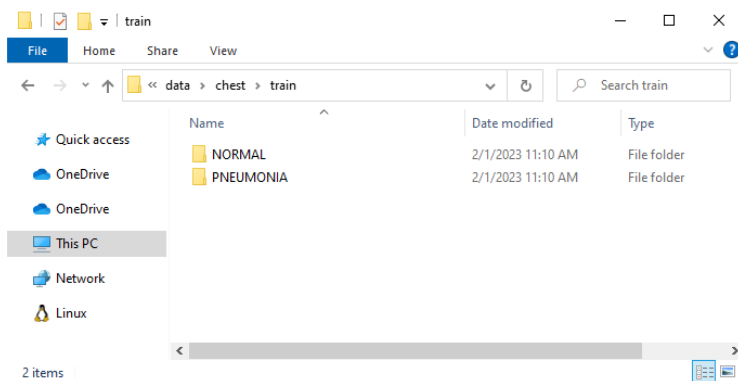 train
File Home Share View
« data › chest › train Search train
Name Date modified Type
Quick access
NORMAL 2/1/2023 11:10 AM File folder
OneDrive
PNEUMONIA 2/1/2023 11:10 AM File folder
OneDrive
This PC
Network
Linux
2 items